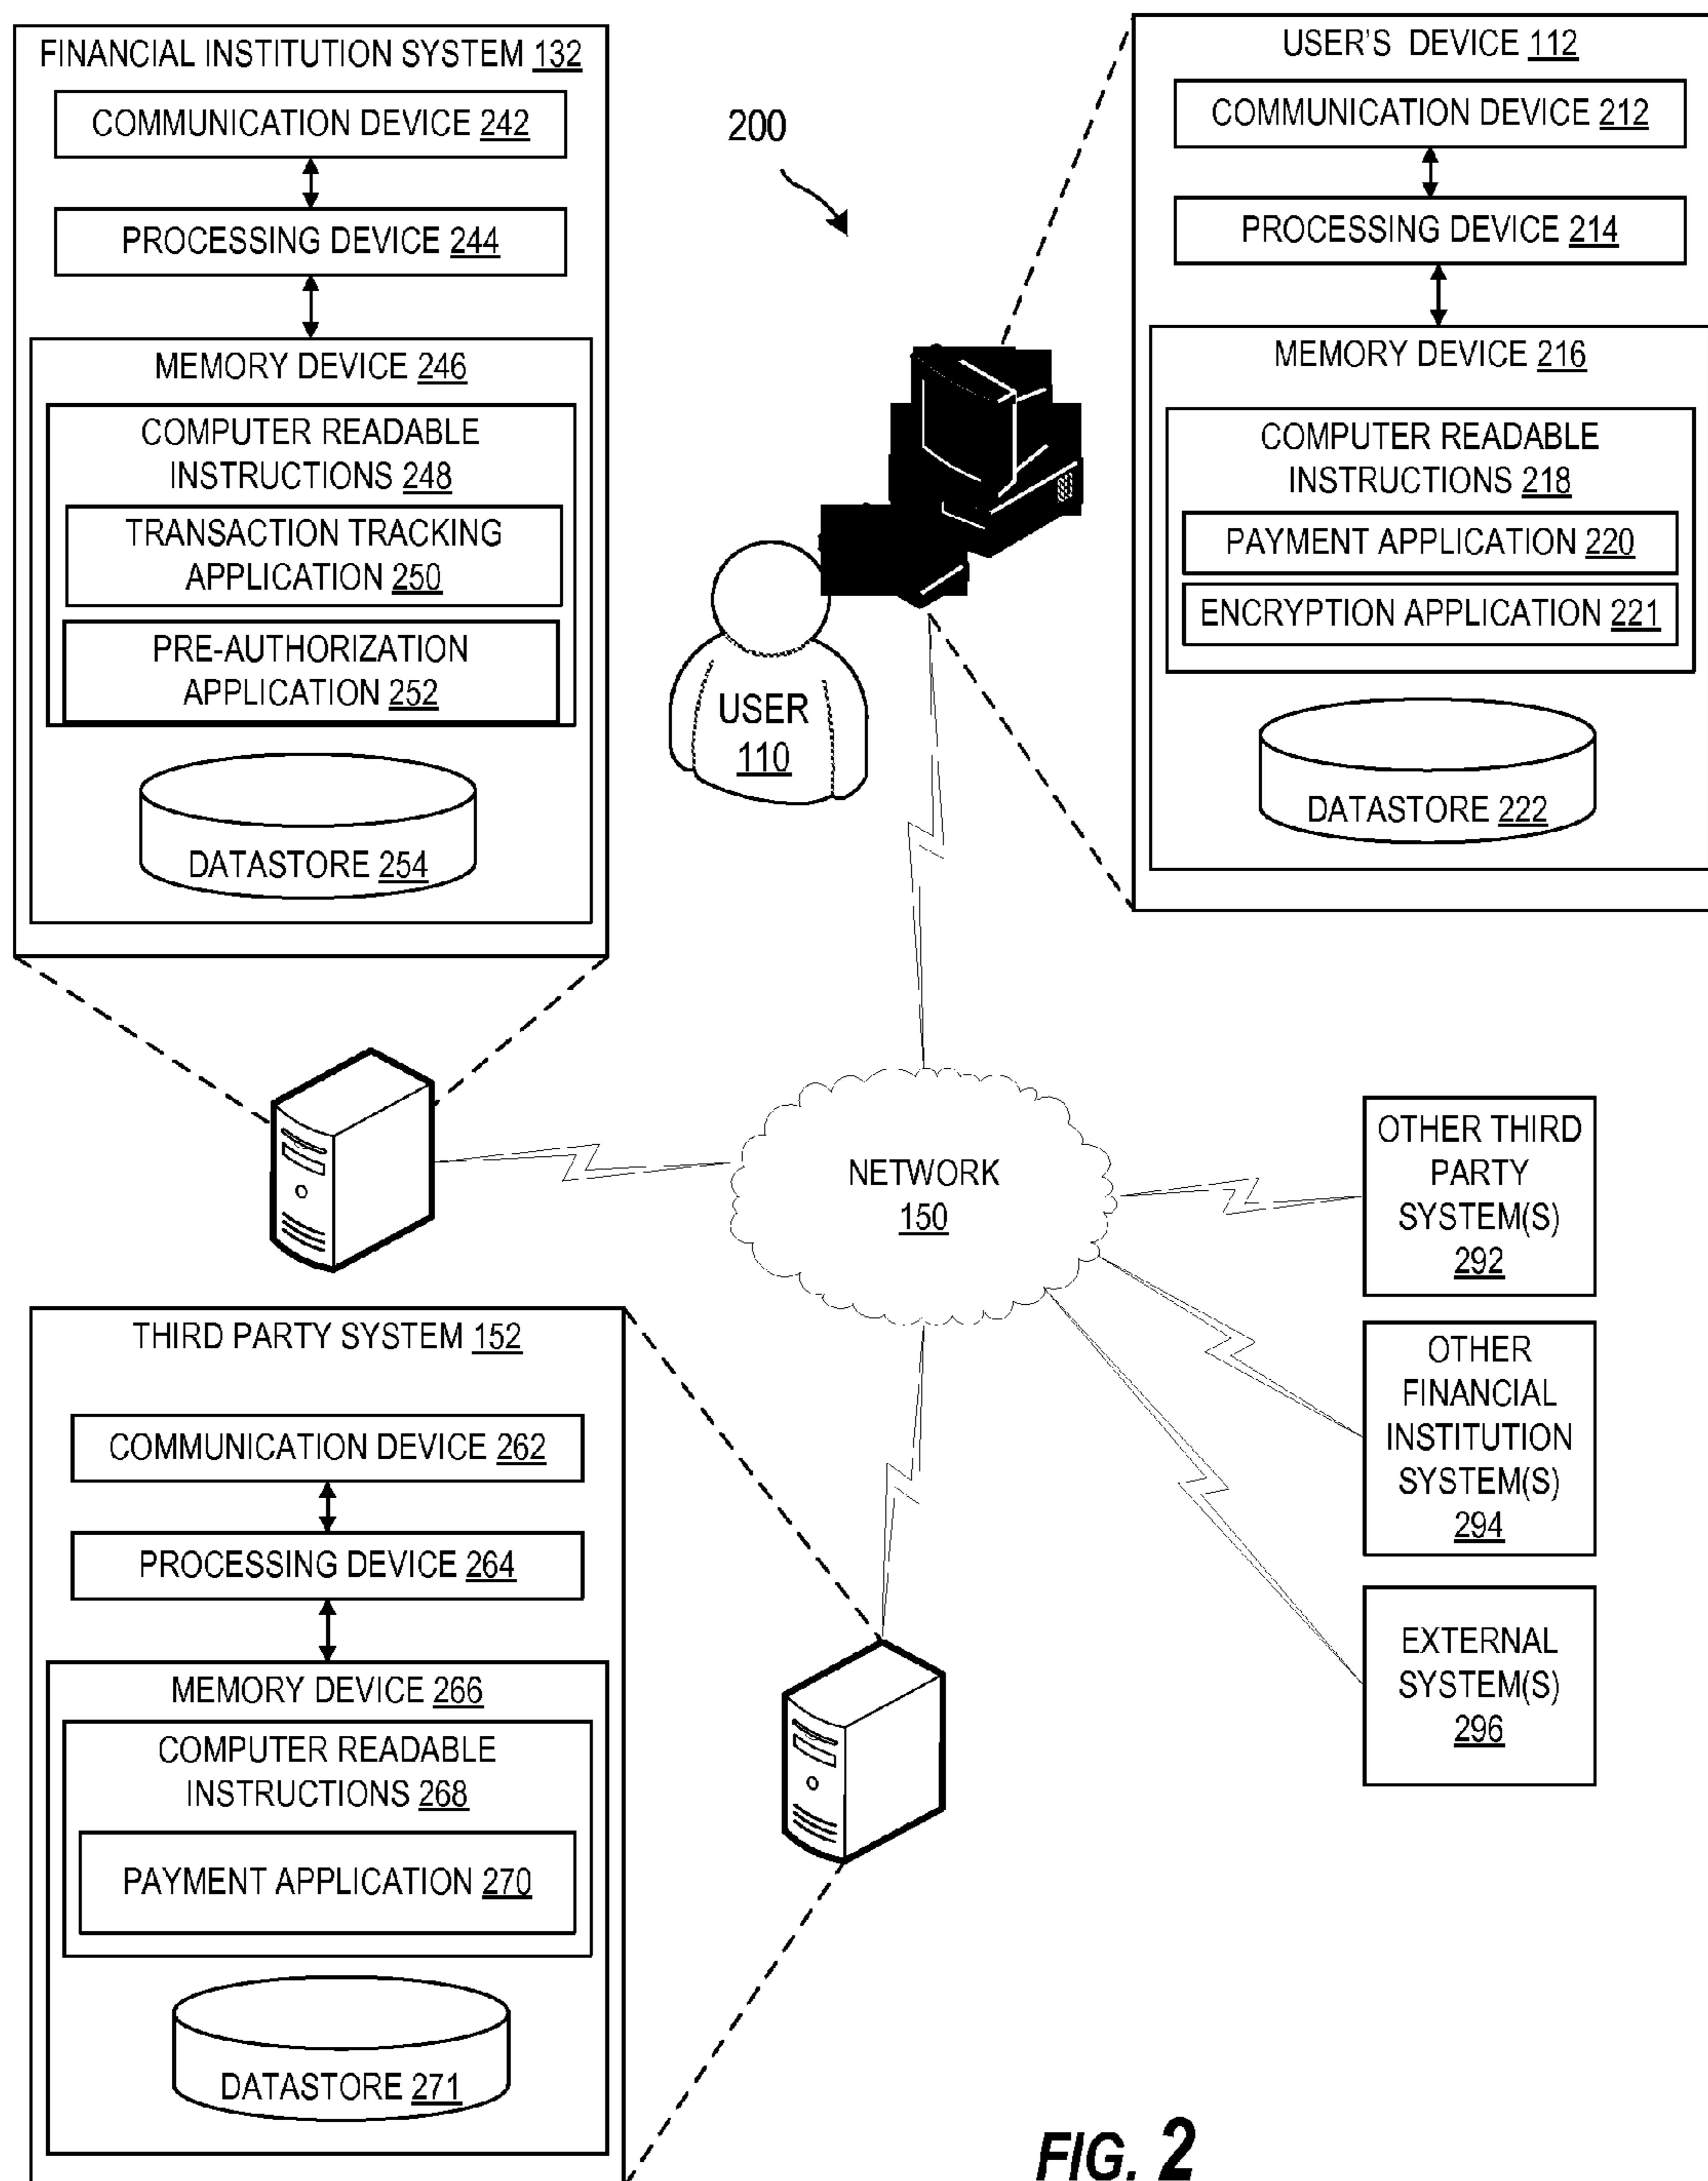 FINANCIAL INSTITUTION SYSTEM 132
COMMUNICATION DEVICE 242
PROCESSING DEVICE 244
MEMORY DEVICE 246
COMPUTER READABLE
INSTRUCTIONS 248
TRANSACTION TRACKING
APPLICATION 250
PRE-AUTHORIZATION
APPLICATION 252
DATASTORE 254
200
USER
110
USER'S DEVICE 112
COMMUNICATION DEVICE 212
PROCESSING DEVICE 214
MEMORY DEVICE 216
COMPUTER READABLE
INSTRUCTIONS 218
PAYMENT APPLICATION 220
ENCRYPTION APPLICATION 221
DATASTORE 222
NETWORK
150
OTHER THIRD
PARTY
SYSTEM(S)
292
OTHER
FINANCIAL
INSTITUTION
SYSTEM(S)
294
EXTERNAL
SYSTEM(S)
296
THIRD PARTY SYSTEM 152
COMMUNICATION DEVICE 262
PROCESSING DEVICE 264
MEMORY DEVICE 266
COMPUTER READABLE
INSTRUCTIONS 268
PAYMENT APPLICATION 270
DATASTORE 271
FIG. 2